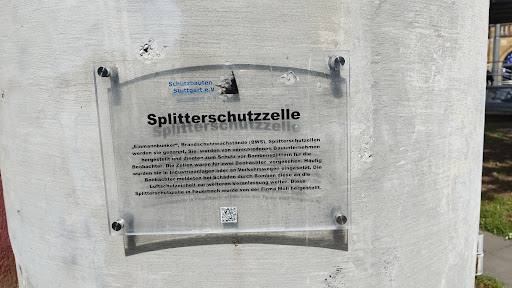 Schutzbauten
Stuttgart e.V
Splitterschutzzelle
„Einmannbunker", Brandschutzwachstände (BWS), Splitterschutzzellen
werden sie genannt. Sie wurden von verschiedenen Bauunternehmen
hergestellt und dienten zum Schutz vor Bombensplittern für die
Beobachter. Die Zellen waren für zwei Beobachter vorgesehen. Häufig
wurden sie in Industrieanlagen oder an Verkehrswegen eingesetzt. Die
Beobachter meldeten bei Schäden durch Bomben diese an die
Luftschutzeinheit zur weiteren Veranlassung weiter. Diese
Splitterschutzzelle in Feuerbach wurde von der Firma hergestellt.